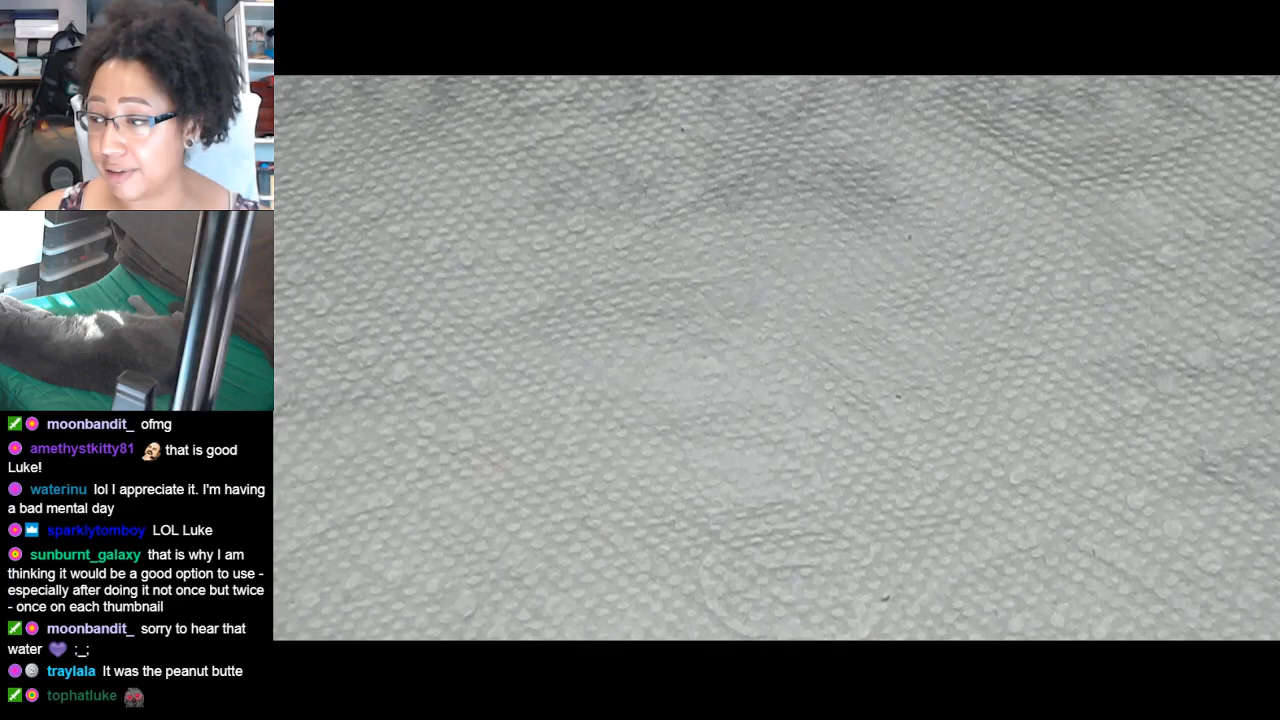 moonbandit_ ofmg
amethystkitty81 that is good
Luke!
waterinu lol I appreciate it. I'm having
a bad mental day
sparklytomboy LOL Luke
sunburnt_galaxy that is why I am
thinking it would be a good option to use -
especially after doing it not once but twice
- once on each thumbnail
moonbandit_ sorry to hear that
water ;_;
traylala It was the peanut butte
tophatluke